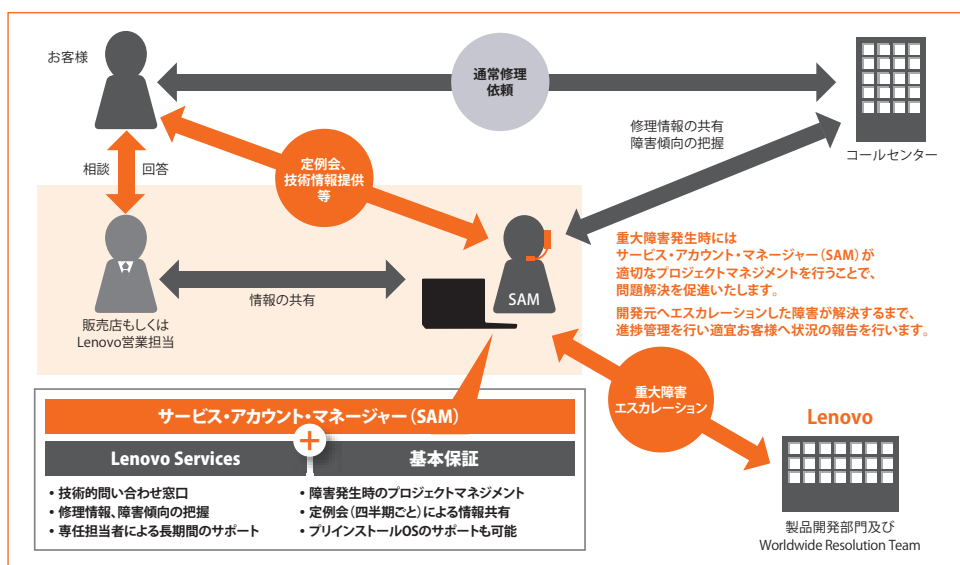 お客様
通常修理
依頼
修理情報の共有
障害傾向の把握
コールセンター
相談
回答
定例会、
技術情報提供
等
SAM
情報の共有
販売店もしくは
Lenovo営業担当
重大障害発生時には
サービス・アカウント・マネージャー（SAM）が
適切なプロジェクトマネジメントを行うことで、
問題解決を促進いたします。
開発元へエスカレーションした障害が解決するまで、
進捗管理を行い適宜お客様へ状況の報告を行います。
重大障害
エスカレーション
Lenovo
製品開発部門及び
Worldwide Resolution Team
サービス・アカウント・マネージャー（SAM）
+
Lenovo Services
基本保証
・技術的問い合わせ窓口
・修理情報、障害傾向の把握
・専任担当者による長期間のサポート
・障害発生時のプロジェクトマネジメント
・定例会（四半期ごと）による情報共有
・プリインストールOSのサポートも可能